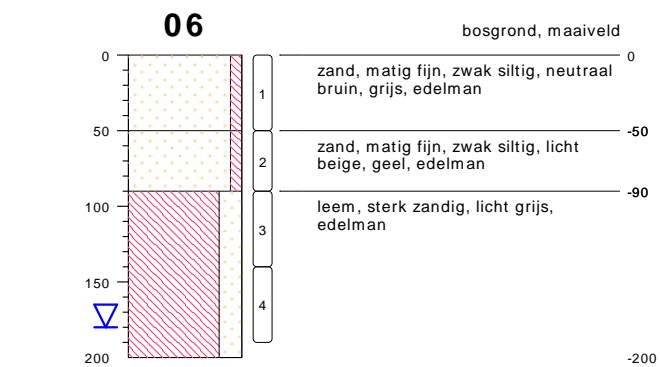 06
bosgrond, maaiveld
0
0
zand, matig fijn, zwak siltig, neutraal
bruin, grijs, edelman
1
50
-50
zand, matig fijn, zwak siltig, licht
beige, geel, edelman
2
-90
100
leem, sterk zandig, licht grijs,
edelman
3
150
4
200
-200